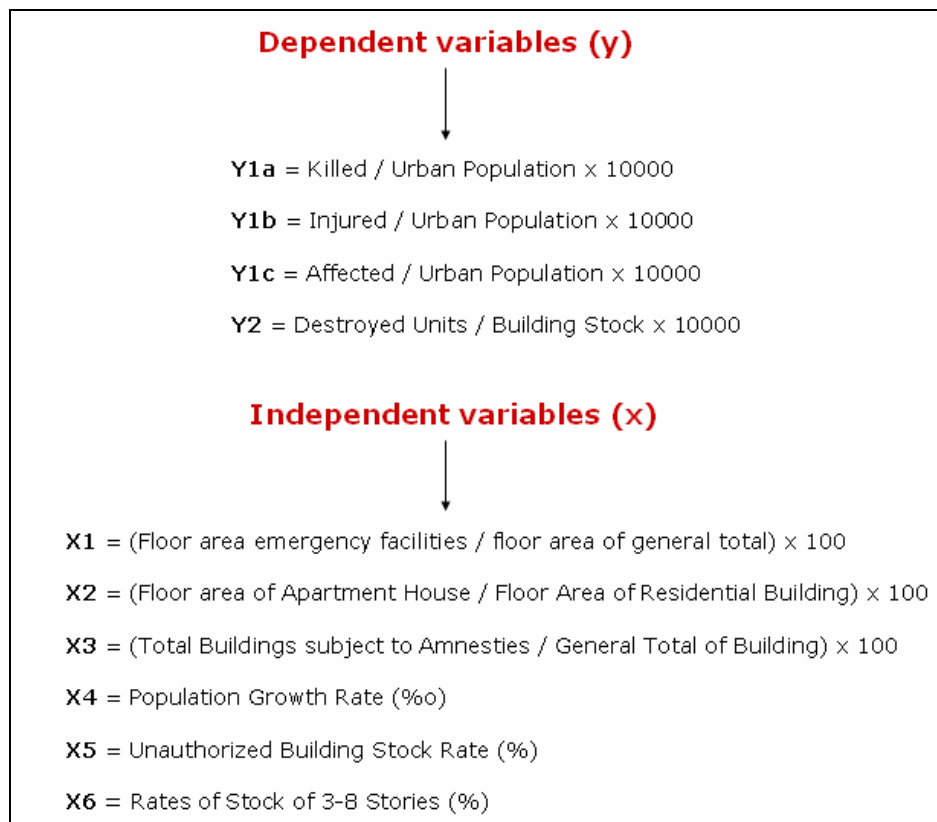 Dependent variables (y)
Y1a = Killed / Urban Population x 10000
Y1b = Injured / Urban Population x 10000
Y1c = Affected / Urban Population x 10000
Y2 = Destroyed Units / Building Stock x 10000
Independent variables (x)
X1 = (Floor area emergency facilities / floor area of general total) x 100
X2 = (Floor area of Apartment House / Floor Area of Residential Building) x 100
X3 = (Total Buildings subject to Amnesties / General Total of Building) x 100
X4 = Population Growth Rate (%o)
X5 = Unauthorized Building Stock Rate (%)
X6 = Rates of Stock of 3-8 Stories (%)